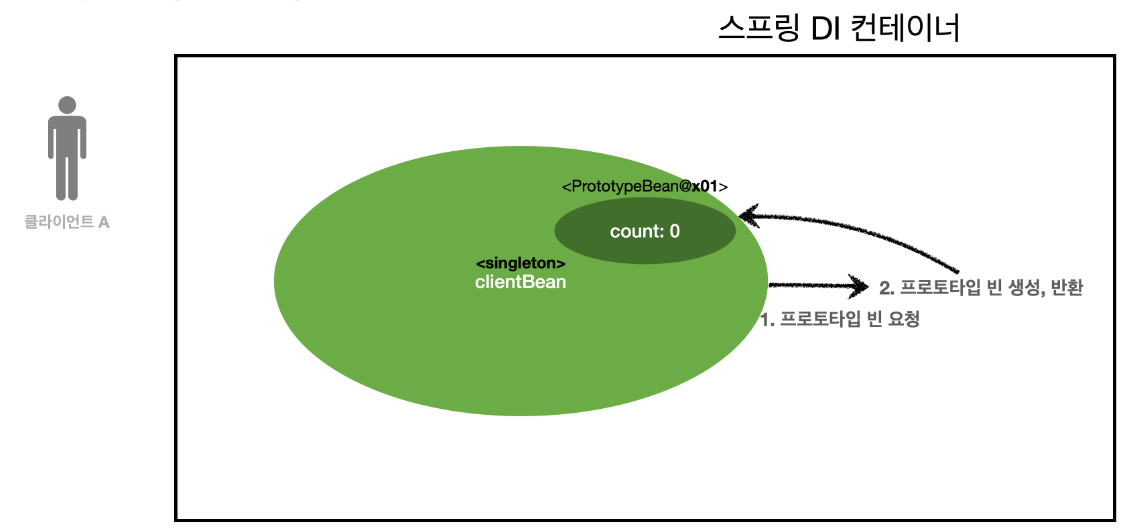 스프링 DI 컨테이너
클라이언트 A
<PrototypeBean@x01>
count: 0
<singleton>
clientBean
2. 프로토타입 빈 생성, 반환
1. 프로토타입 빈 요청